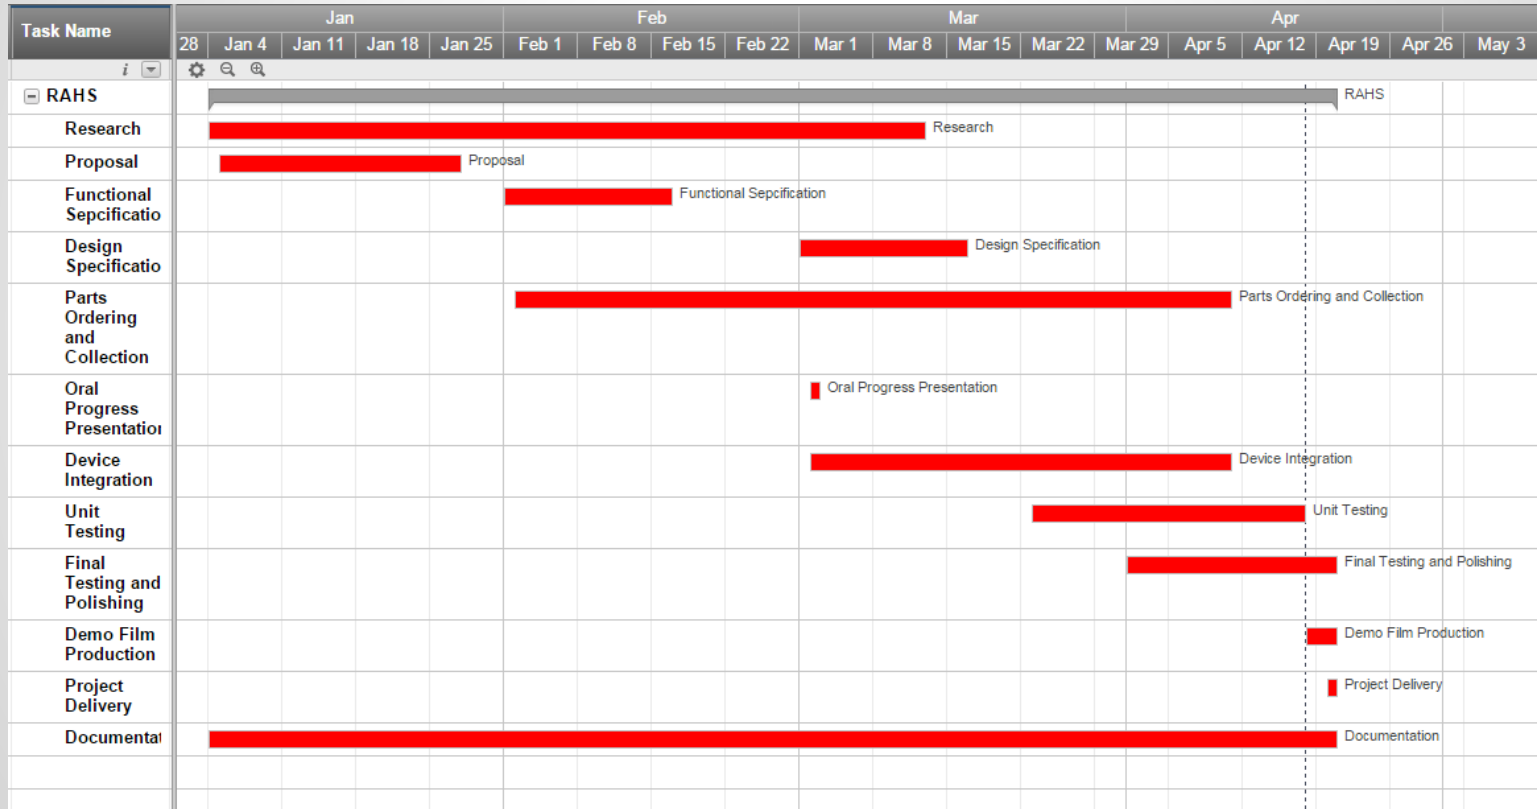 Task Name
Jan Feb Mar Apr
28 Jan 4 Jan 11 Jan 18 Jan 25 Feb 1 Feb 8 Feb 15 Feb 22 Mar 1 Mar 8 Mar 15 Mar 22 Mar 29 Apr 5 Apr 12 Apr 19 Apr 26 May 3
i
RAHS
RAHS
Research
Research
Proposal
Proposal
Functional
Sepcificatio
Functional Sepcification
Design
Specificatio
Design Specification
Parts
Ordering
and
Collection
Parts Ordering and Collection
Oral
Progress
Presentation
Oral Progress Presentation
Device
Integration
Device Integration
Unit
Testing
Unit Testing
Final
Testing and
Polishing
Final Testing and Polishing
Demo Film
Production
Demo Film Production
Project
Delivery
Project Delivery
Documentat
Documentation